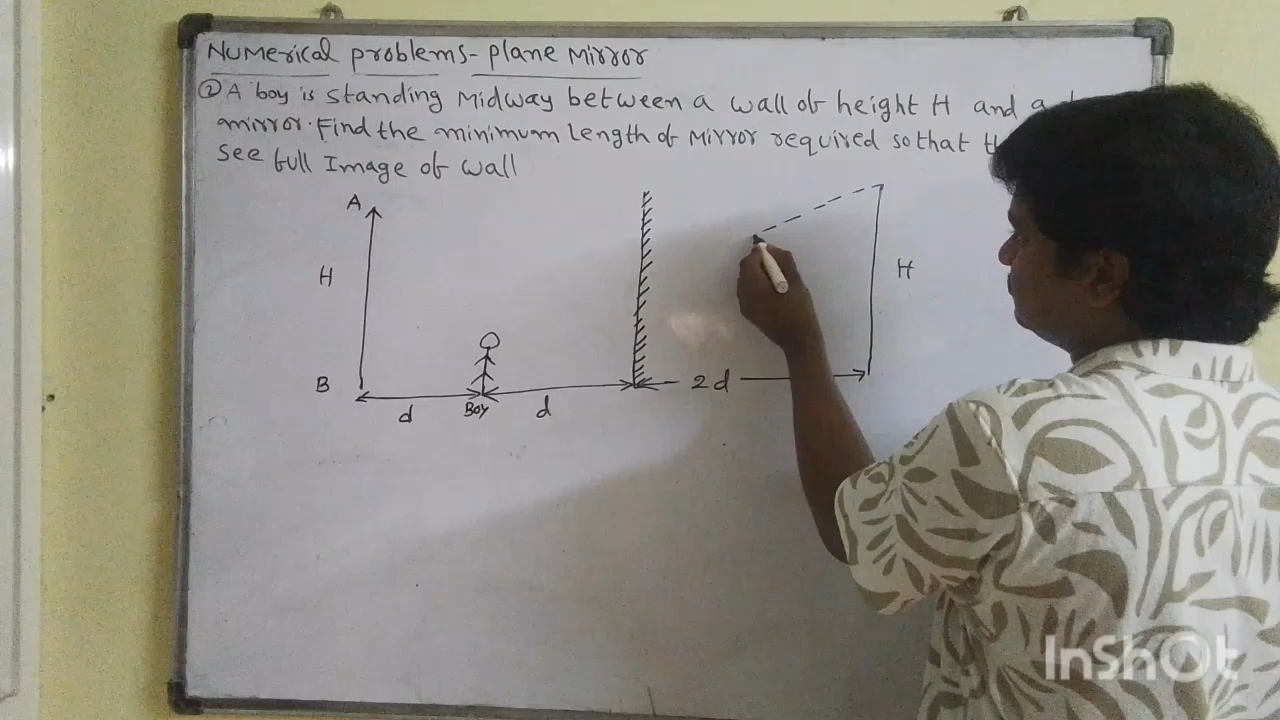 Numerical problems - plane Mirror
② A boy is standing Midway between a wall of height H and a
mirror. Find the minimum length of Mirror required so that
see full Image of wall
A
H
H
B
2d
d
Boy
d
InShOt